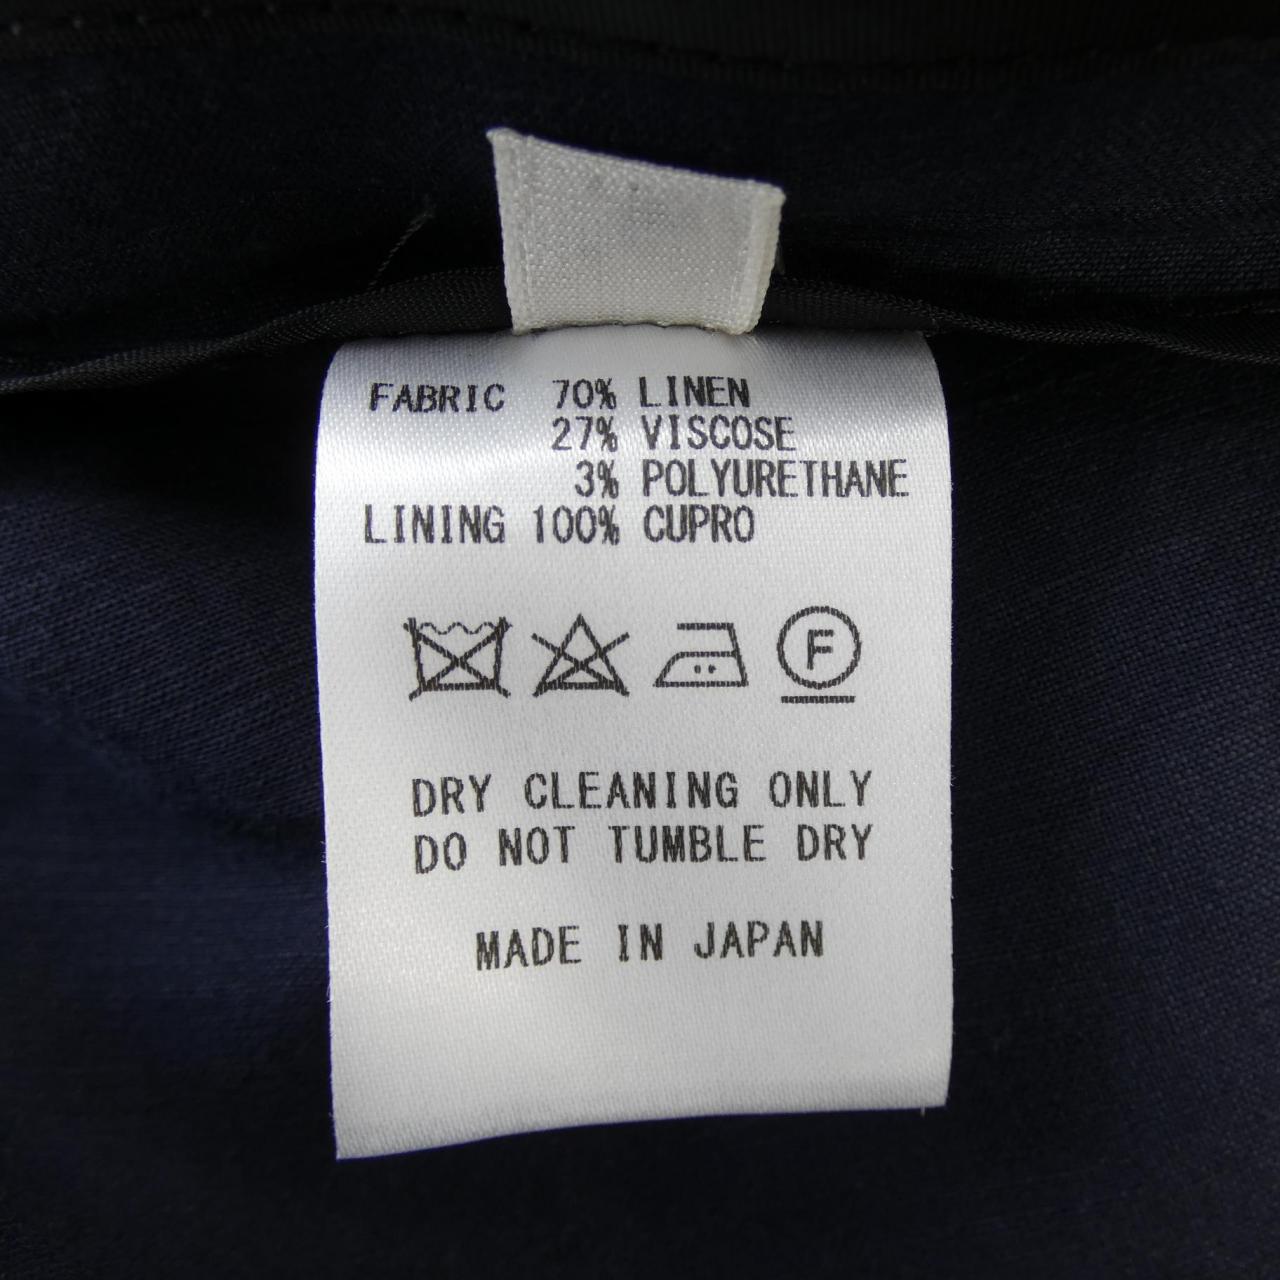 FABRIC 70% LINEN
27% VISCOSE
3% POLYURETHANE
LINING 100% CUPRO
F
DRY CLEANING ONLY
DO NOT TUMBLE DRY
MADE IN JAPAN